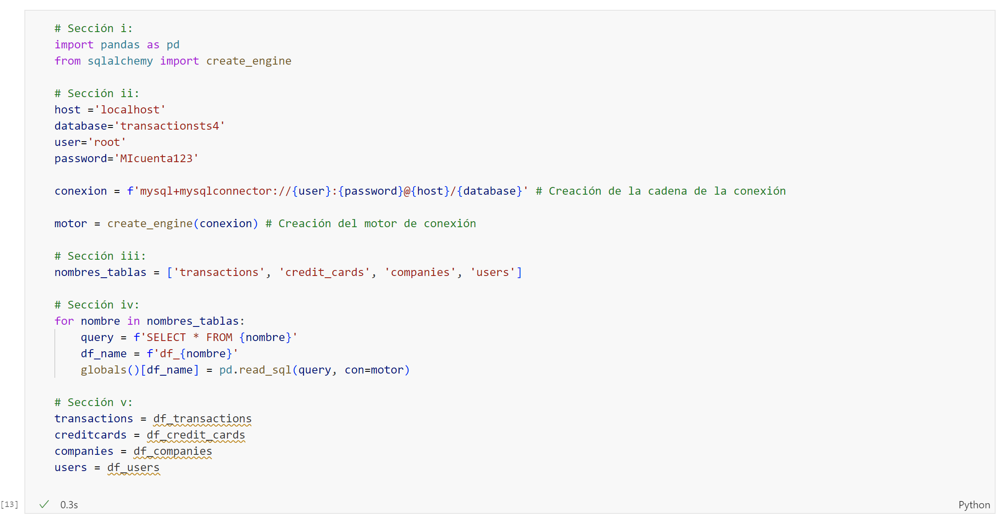 # Sección i:
import pandas as pd
from sqlalchemy import create_engine
# Sección ii:
host ='localhost'
database='transactionsts4'
user='root'
password='MIcuenta123'
conexion = f'mysql+mysqlconnector://{user}:{password}@{host}/{database}' # Creación de la cadena de la conexión
motor = create_engine(conexion) # Creación del motor de conexión
# Sección iii:
nombres_tablas = ['transactions', 'credit_cards', 'companies', 'users']
# Sección iv:
for nombre in nombres_tablas:
    query = f'SELECT * FROM {nombre}'
    df_name = f'df_{nombre}'
    globals()[df_name] = pd.read_sql(query, con=motor)
# Sección v:
transactions = df_transactions
creditcards = df_credit_cards
companies = df_companies
users = df_users
[13] ✓ 0.3s Python